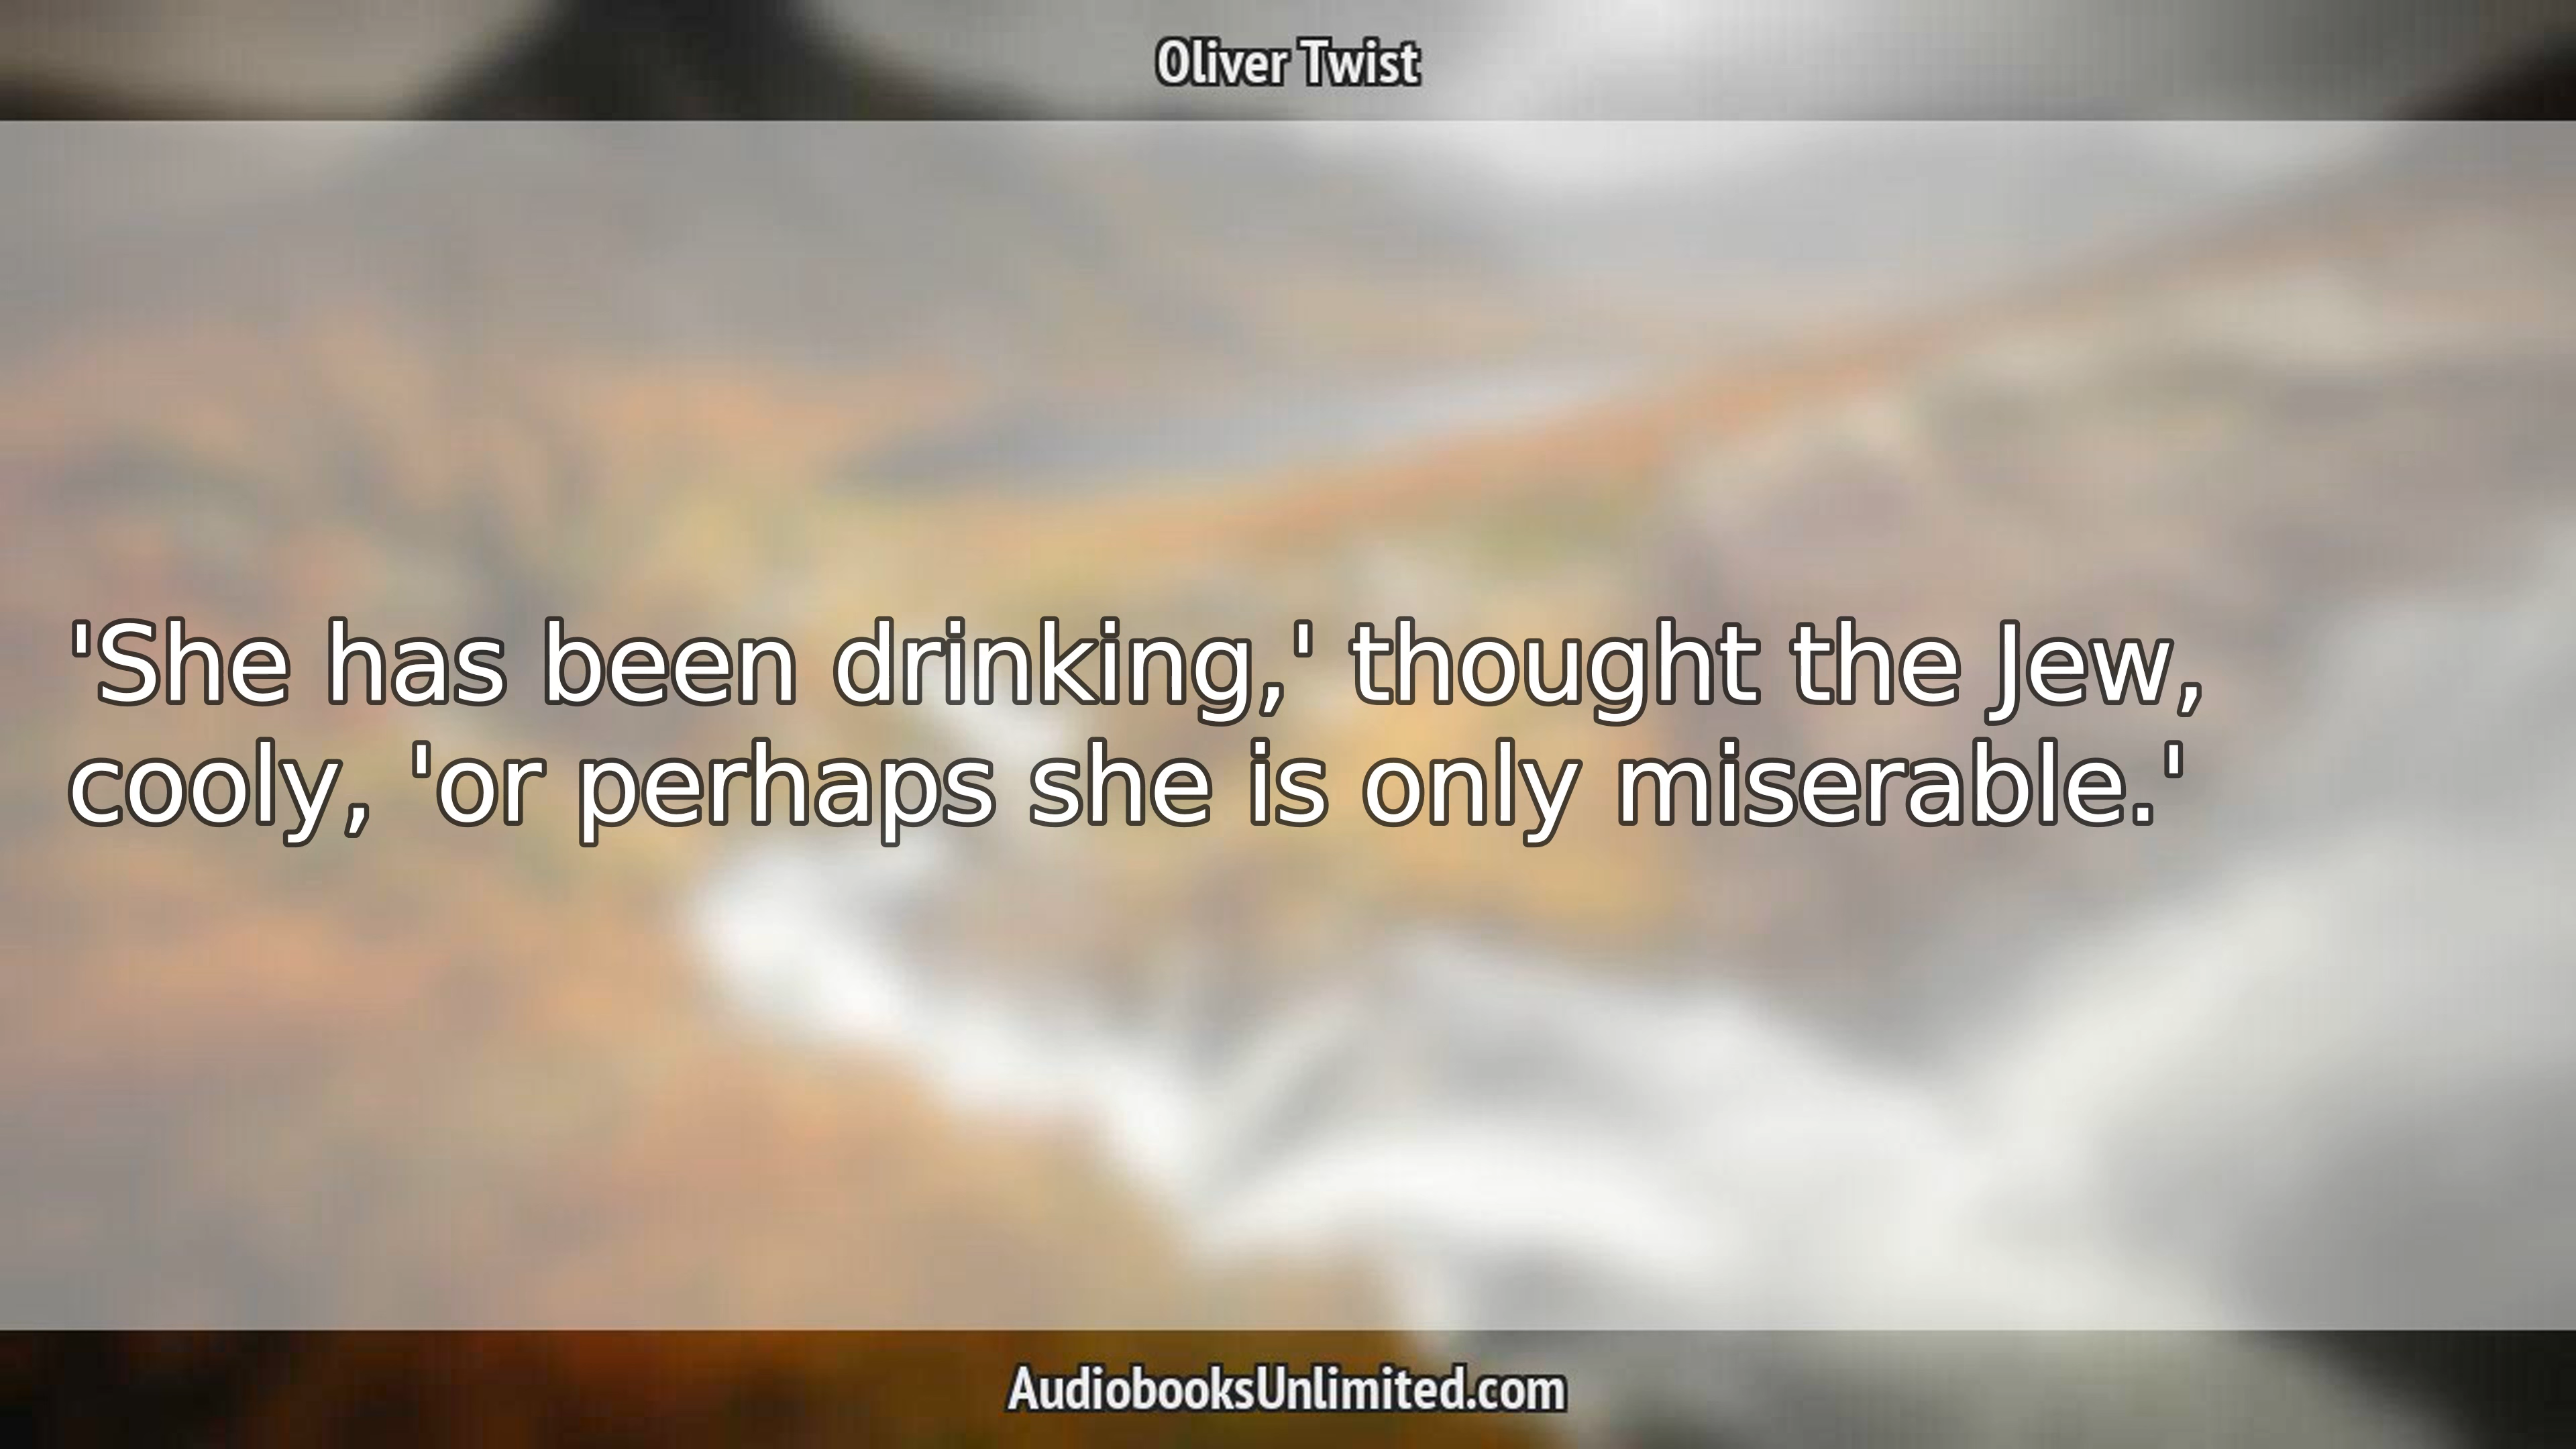 Oliver Twist
'She has been drinking,' thought the Jew,
cooly, 'or perhaps she is only miserable.'
AudiobooksUnlimited.com